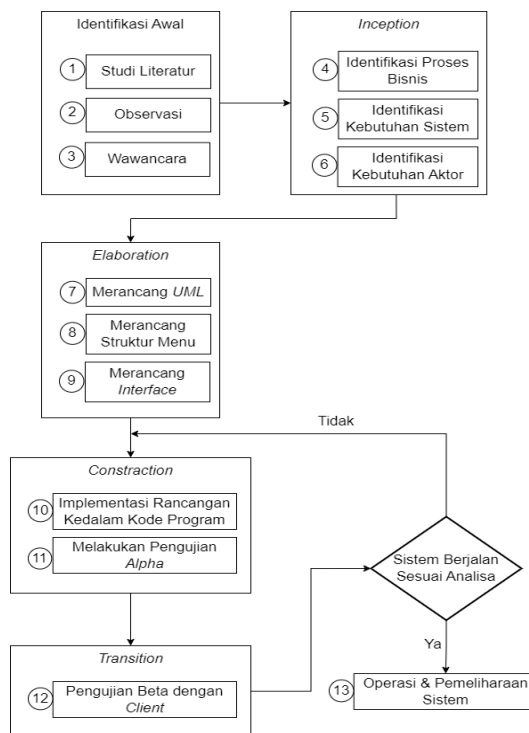 Identifikasi Awal
1
Studi Literatur
2
Observasi
3
Wawancara
Inception
4
Identifikasi Proses
Bisnis
5
Identifikasi
Kebutuhan Sistem
6
Identifikasi
Kebutuhan Aktor
Elaboration
7
Merancang UML
8
Merancang
Struktur Menu
9
Merancang
Interface
Tidak
Constraction
10
Implementasi Rancangan
Kedalam Kode Program
11
Melakukan Pengujian
Alpha
Sistem Berjalan
Sesuai Analisa
Ya
Transition
12
Pengujian Beta dengan
Client
13
Operasi & Pemeliharaan
Sistem